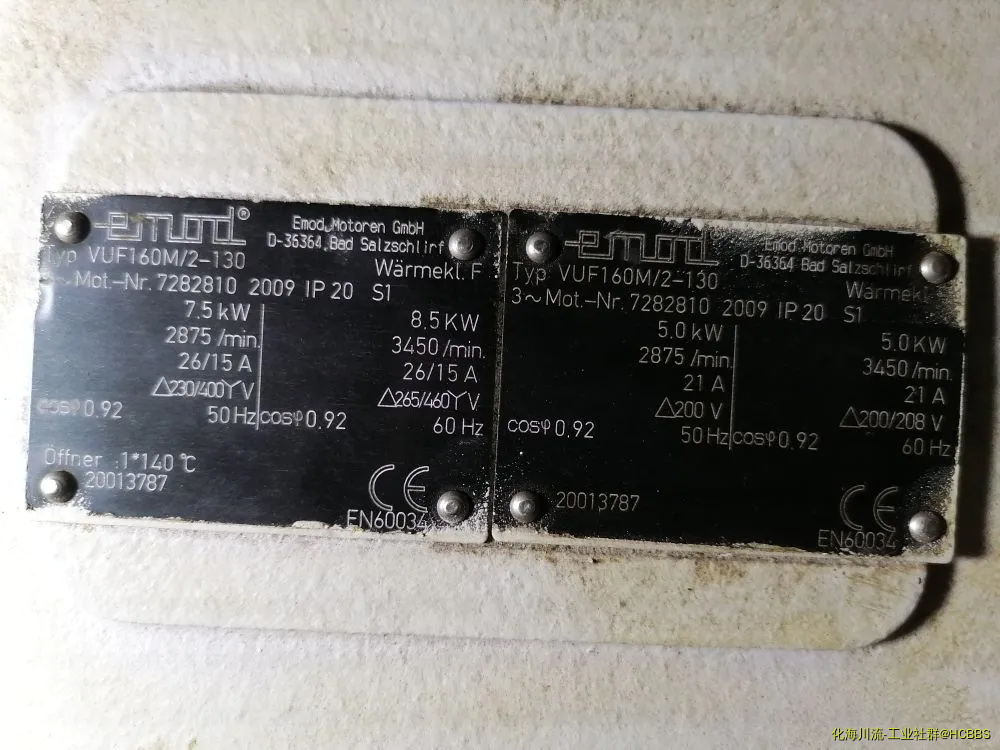 emod®
Emod Motoren GmbH
D-36364 Bad Salzschlirf
Typ VUF160M/2-130
Wärmekl. F
~Mot.-Nr. 7282810 2009 IP 20 S1
7.5 kW
2875 /min.
26/15 A
△230/400Y V
cosφ 0.92
50 Hz
8.5 KW
3450 /min.
26/15 A
△265/460Y V
cosφ 0.92
60 Hz
Öffner 1*140 °C
20013787
CE
EN60034
emod
Emod Motoren GmbH
D-36364 Bad Salzschlirf
Typ VUF160M/2-130
Wärmekl.
3~Mot.-Nr. 7282810 2009 IP 20 S1
5.0 kW
2875 /min.
21 A
△200 V
cosφ 0.92
50 Hz
5.0 KW
3450 /min.
21 A
△200/208 V
cosφ 0.92
60 Hz
20013787
CE
EN60034
化海川流-工业社群@HCBBS